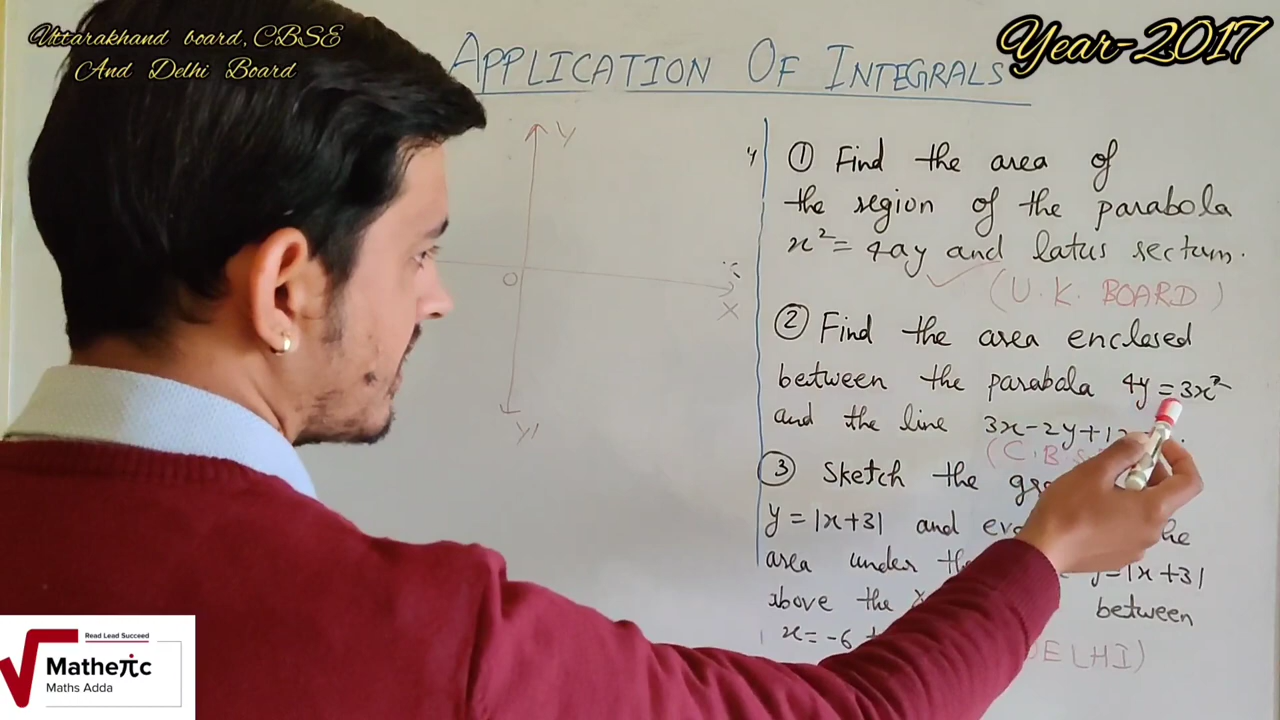 Uttarakhand board, CBSE
And Delhi Board
Year-2017
APPLICATION OF INTEGRALS
Y
O
X
Y'
① Find the area of
the region of the parabola
x² = 4ay and latus rectum.
(U.K. BOARD)
② Find the area enclosed
between the parabola 4y = 3x²
and the line 3x-2y+1
(C.B.S
③ Sketch the
y = |x+3| and
area under the y=|x+3|
above the between
x = -6
DELHI)
Read Lead Succeed
Matheπc
Maths Adda